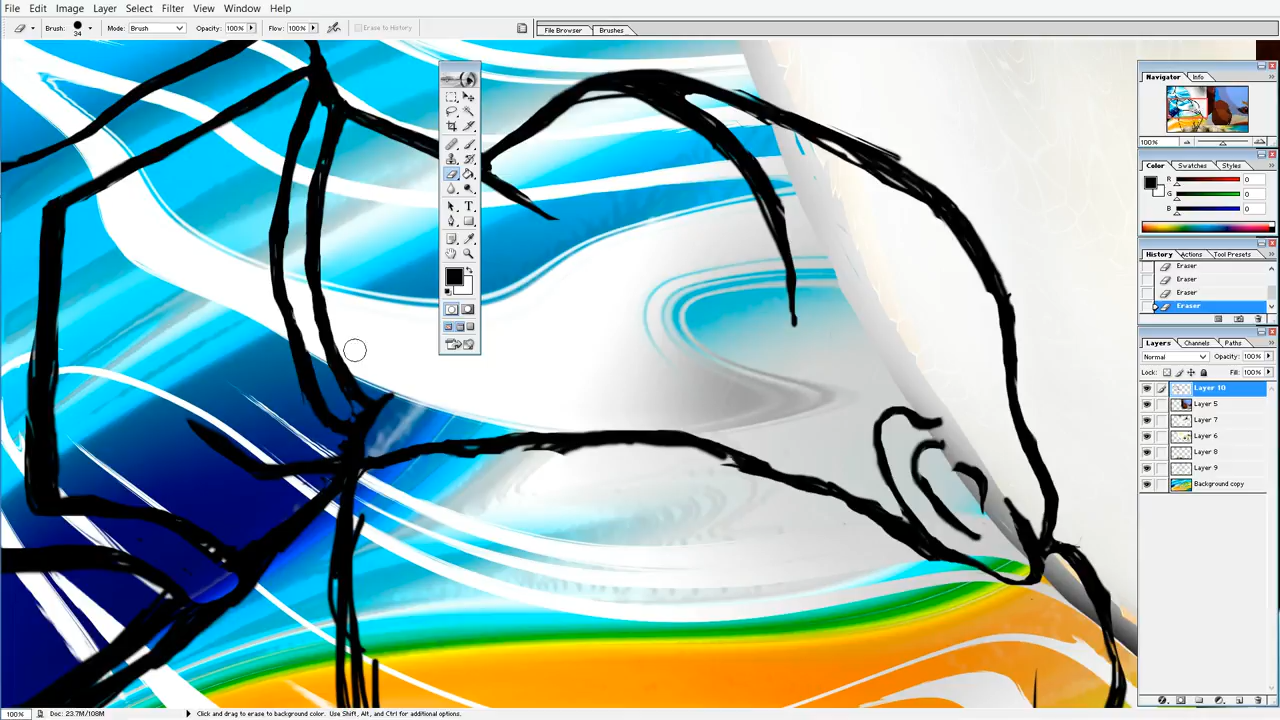 File Edit Image Layer Select Filter View Window Help
Brush: 34 Mode: Brush Opacity: 100% Flow: 100% Erase to History File Browser Brushes
Navigator Info
100%
Color Swatches Styles
R 0
G 0
B 0
History Actions Tool Presets
Eraser
Eraser
Eraser
Eraser
Layers Channels Paths
Normal Opacity: 100%
Lock: Fill: 100%
Layer 10
Layer 5
Layer 7
Layer 6
Layer 8
Layer 9
Background copy
T
100% Doc: 23.7M/108M Click and drag to erase to background color. Use Shift, Alt, and Ctrl for additional options.